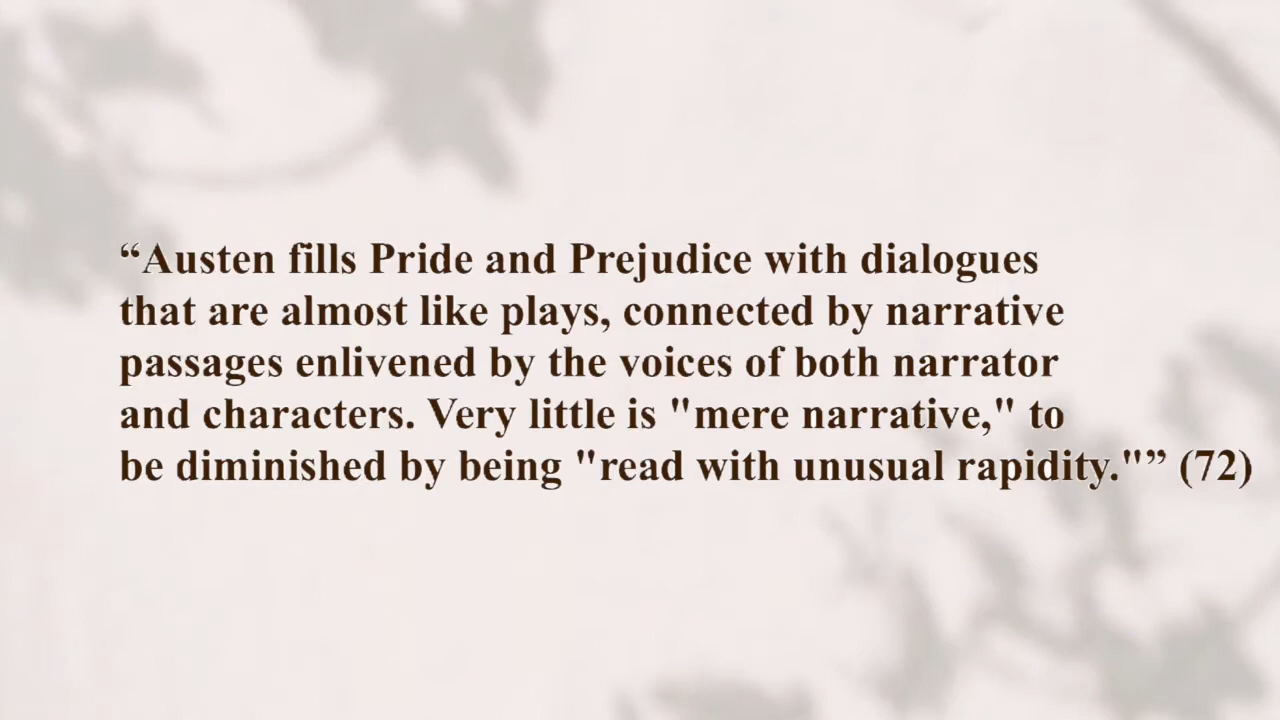 “Austen fills Pride and Prejudice with dialogues
that are almost like plays, connected by narrative
passages enlivened by the voices of both narrator
and characters. Very little is "mere narrative," to
be diminished by being "read with unusual rapidity."” (72)